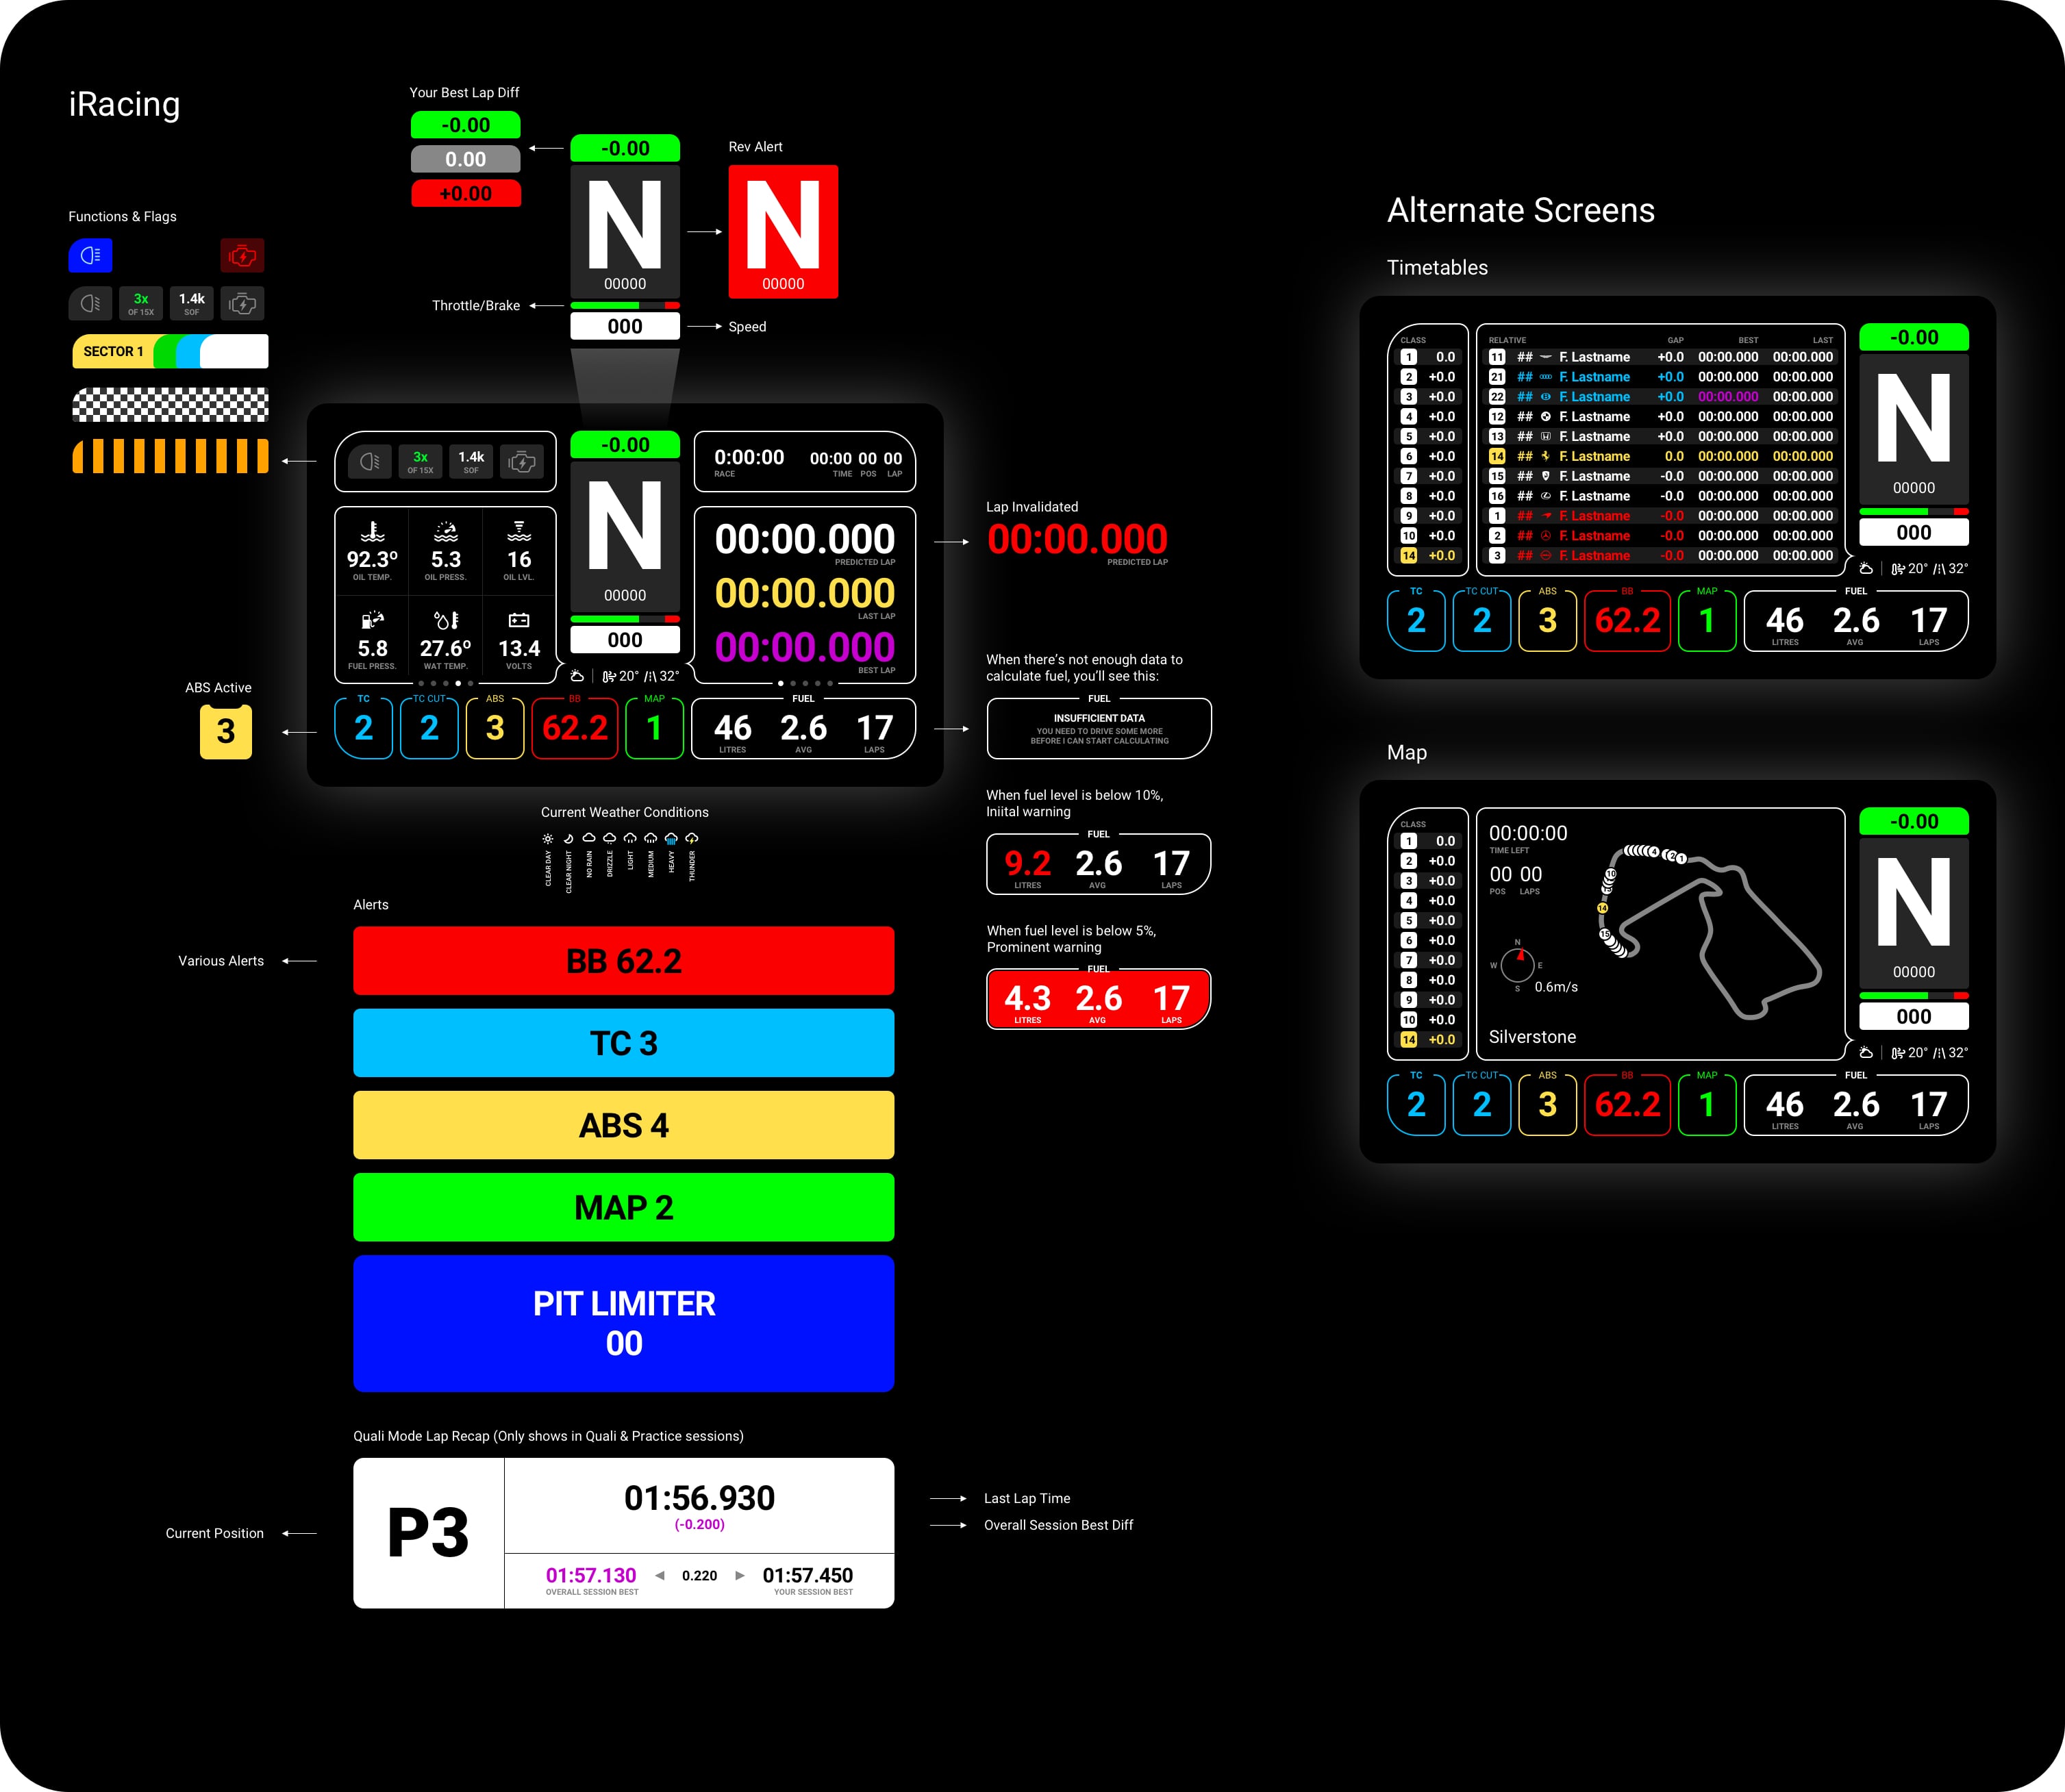 iRacing
Your Best Lap Diff
-0.00
0.00
+0.00
-0.00
N
00000
000
Rev Alert
N
00000
Throttle/Brake
Speed
Functions & Flags
3x
OF 15X
1.4k
SOF
SECTOR 1
3x
OF 15X
1.4k
SOF
-0.00
N
00000
000
0:00:00 00:00 00 00
RACE TIME POS LAP
92.3º 5.3 16
OIL TEMP. OIL PRESS. OIL LVL.
5.8 27.6º 13.4
FUEL PRESS. WAT TEMP. VOLTS
00:00.000
PREDICTED LAP
00:00.000
LAST LAP
00:00.000
BEST LAP
20° 32°
TC TC CUT ABS BB MAP FUEL
2 2 3 62.2 1 46 2.6 17
LITRES AVG LAPS
ABS Active
3
Lap Invalidated
00:00.000
PREDICTED LAP
When there's not enough data to
calculate fuel, you'll see this:
FUEL
INSUFFICIENT DATA
YOU NEED TO DRIVE SOME MORE
BEFORE I CAN START CALCULATING
When fuel level is below 10%,
Iniital warning
FUEL
9.2 2.6 17
LITRES AVG LAPS
When fuel level is below 5%,
Prominent warning
FUEL
4.3 2.6 17
LITRES AVG LAPS
Current Weather Conditions
CLEAR DAY
CLEAR NIGHT
NO RAIN
DRIZZLE
LIGHT
MEDIUM
HEAVY
THUNDER
Alerts
Various Alerts
BB 62.2
TC 3
ABS 4
MAP 2
PIT LIMITER
00
Quali Mode Lap Recap (Only shows in Quali & Practice sessions)
Current Position
P3
01:56.930
(-0.200)
01:57.130 0.220 01:57.450
OVERALL SESSION BEST YOUR SESSION BEST
Last Lap Time
Overall Session Best Diff
Alternate Screens
Timetables
CLASS
1 0.0
2 +0.0
3 +0.0
4 +0.0
5 +0.0
6 +0.0
7 +0.0
8 +0.0
9 +0.0
10 +0.0
14 +0.0
RELATIVE GAP BEST LAST
11 ## F. Lastname +0.0 00:00.000 00:00.000
21 ## F. Lastname +0.0 00:00.000 00:00.000
22 ## F. Lastname +0.0 00:00.000 00:00.000
12 ## F. Lastname +0.0 00:00.000 00:00.000
13 ## F. Lastname +0.0 00:00.000 00:00.000
14 ## F. Lastname 0.0 00:00.000 00:00.000
15 ## F. Lastname -0.0 00:00.000 00:00.000
16 ## F. Lastname -0.0 00:00.000 00:00.000
1 ## F. Lastname -0.0 00:00.000 00:00.000
2 ## F. Lastname -0.0 00:00.000 00:00.000
3 ## F. Lastname -0.0 00:00.000 00:00.000
-0.00
N
00000
000
20° 32°
TC TC CUT ABS BB MAP FUEL
2 2 3 62.2 1 46 2.6 17
LITRES AVG LAPS
Map
CLASS
1 0.0
2 +0.0
3 +0.0
4 +0.0
5 +0.0
6 +0.0
7 +0.0
8 +0.0
9 +0.0
10 +0.0
14 +0.0
00:00:00
TIME LEFT
00 00
POS LAPS
4 2 1
10
14
15
N
W E
S
0.6m/s
Silverstone
-0.00
N
00000
000
20° 32°
TC TC CUT ABS BB MAP FUEL
2 2 3 62.2 1 46 2.6 17
LITRES AVG LAPS